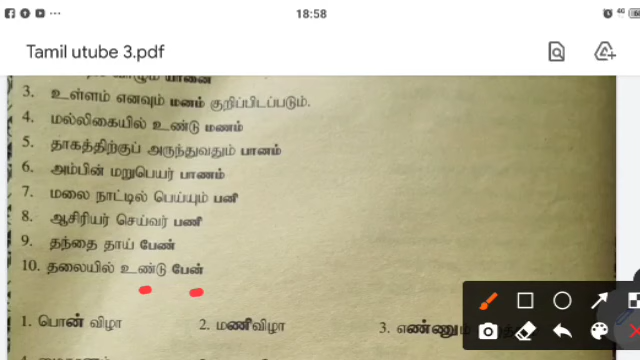 18:58
4G
Tamil utube 3.pdf
யானை
3. உள்ளம் எனவும் மனம் குறிப்பிடப்படும்.
4. மல்லிகையில் உண்டு மணம்
5. தாகத்திற்குப் அருந்துவதும் பானம்
6. அம்பின் மறுபெயர் பாணம்
7. மலை நாட்டில் பெய்யும் பனி
8. ஆசிரியர் செய்வர் பணி
9. தந்தை தாய் பேண்
10. தலையில் உண்டு பேன்
1. பொன் விழா 2. மணிவிழா 3. எண்ணும்